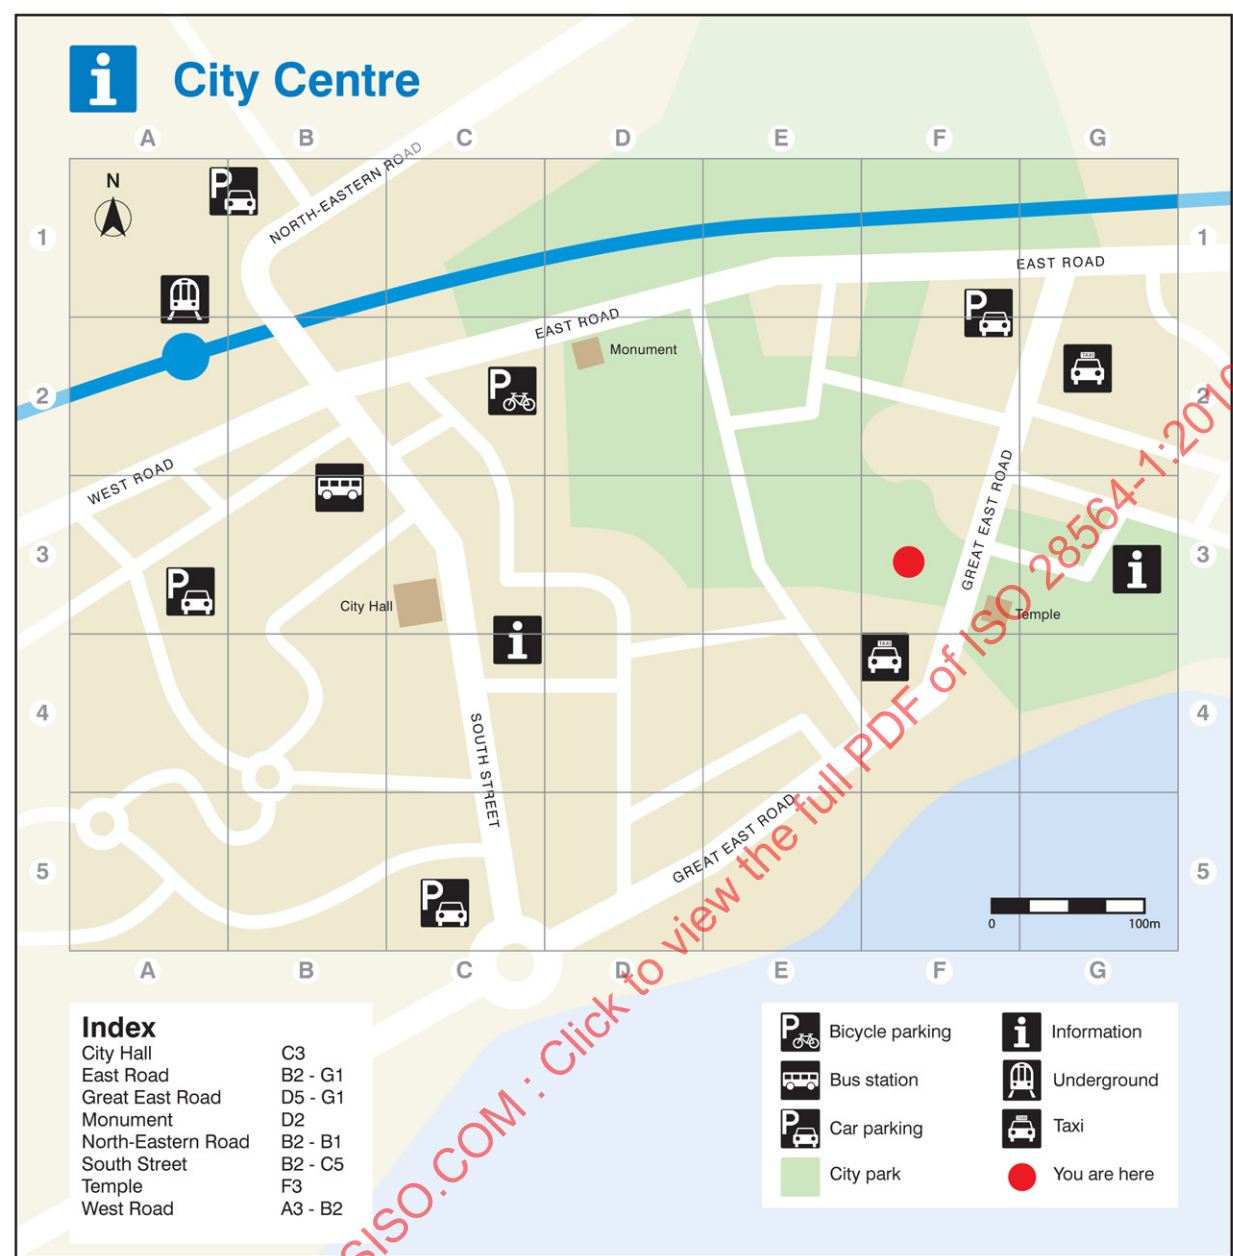 i City Centre
A B C D E F G
N
P
NORTH-EASTERN ROAD
1 1
EAST ROAD
P
EAST ROAD
Monument
TAXI
P
2 2
WEST ROAD
GREAT EAST ROAD
3 3
P
i
City Hall
Temple
i
TAXI
4 4
SOUTH STREET
GREAT EAST ROAD
5 5
P
0 100m
A B C D E F G
Index
City Hall C3
East Road B2 - G1
Great East Road D5 - G1
Monument D2
North-Eastern Road B2 - B1
South Street B2 - C5
Temple F3
West Road A3 - B2
P Bicycle parking
i Information
Bus station
Underground
P Car parking
TAXI Taxi
City park
You are here
SISO.COM : Click to view the full PDF of ISO 28564-1:2010